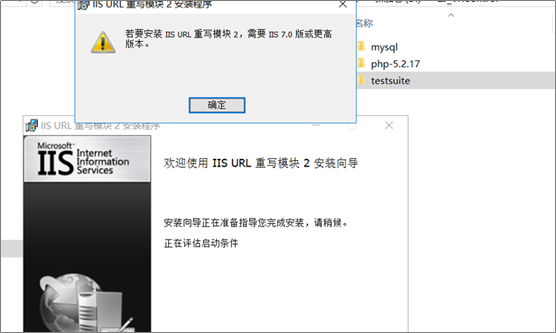 IIS URL 重写模块 2 安装程序
若要安装 IIS URL 重写模块 2，需要 IIS 7.0 版或更高
版本。
确定
mysql
php-5.2.17
testsuite
名称
IIS URL 重写模块 2 安装程序
Microsoft
IIS Internet
Information
Services
欢迎使用 IIS URL 重写模块 2 安装向导
安装向导正在准备指导您完成安装，请稍候。
正在评估启动条件